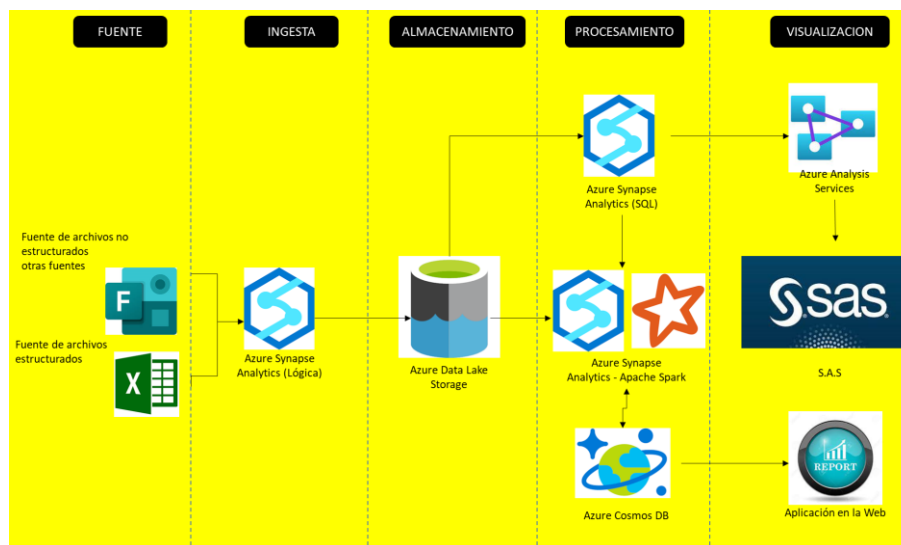 FUENTE
INGESTA
ALMACENAMIENTO
PROCESAMIENTO
VISUALIZACION
Azure Synapse
Analytics (SQL)
Azure Analysis
Services
Fuente de archivos no
estructurados
otras fuentes
F
Fuente de archivos
estructurados
X
Azure Synapse
Analytics (Lógica)
Azure Data Lake
Storage
Azure Synapse
Analytics - Apache Spark
sas
S.A.S
Azure Cosmos DB
REPORT
Aplicación en la Web